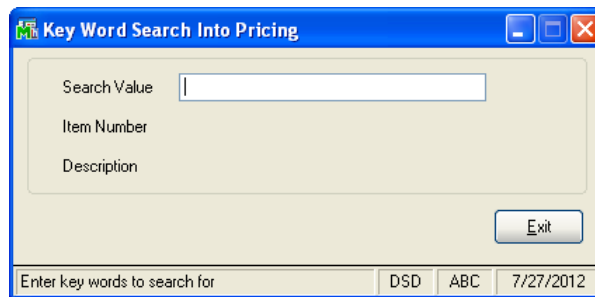 Key Word Search Into Pricing
Search Value
Item Number
Description
Exit
Enter key words to search for DSD ABC 7/27/2012